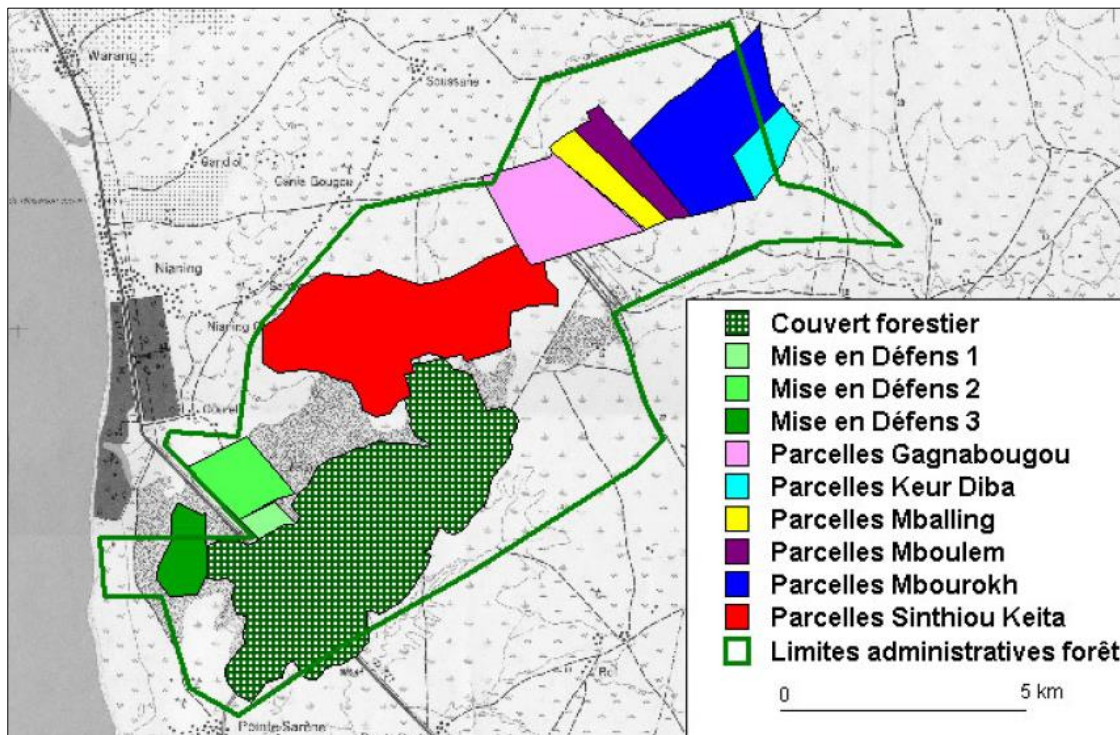 Warang
Soussane
Gandiol
Nianing
Pointe Sarène
Couvert forestier
Mise en Défens 1
Mise en Défens 2
Mise en Défens 3
Parcelles Gagnabougou
Parcelles Keur Diba
Parcelles Mballing
Parcelles Mboulem
Parcelles Mbourokh
Parcelles Sinthiou Keita
Limites administratives forêt
0
5 km